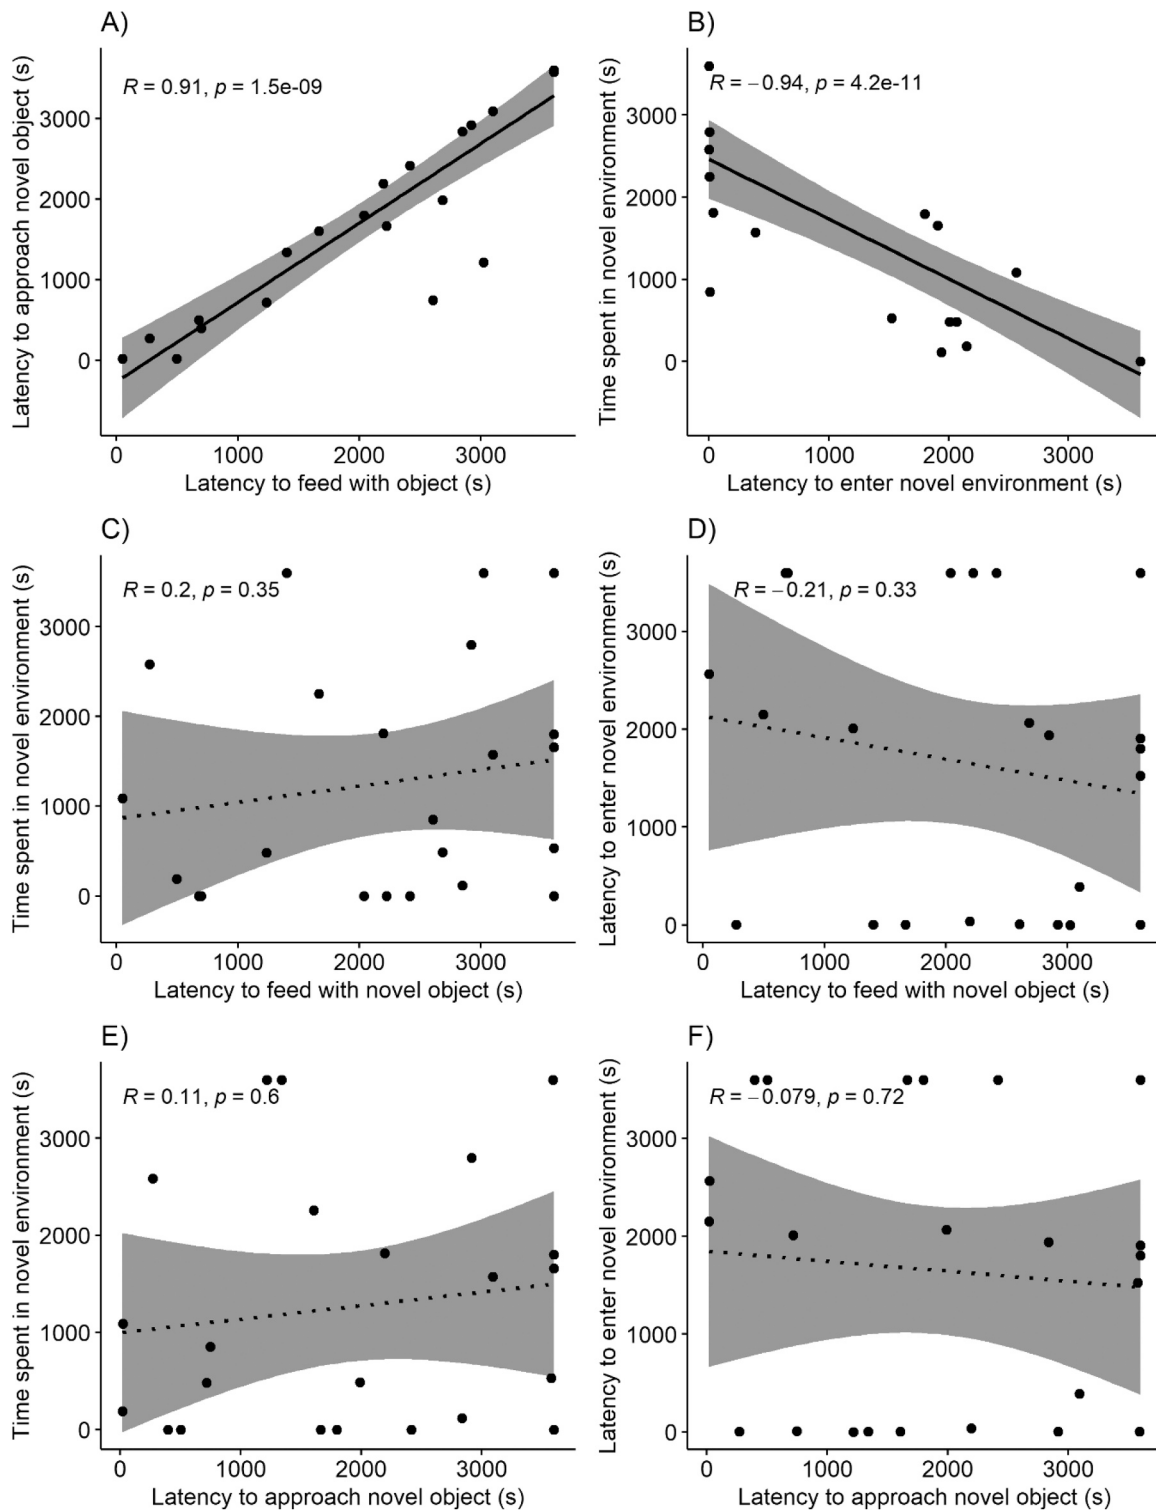 A)
R = 0.91, p = 1.5e-09
Latency to approach novel object (s)
3000
2000
1000
0
0 1000 2000 3000
Latency to feed with object (s)
B)
R = −0.94, p = 4.2e-11
Time spent in novel environment (s)
3000
2000
1000
0
0 1000 2000 3000
Latency to enter novel environment (s)
C)
R = 0.2, p = 0.35
Time spent in novel environment (s)
3000
2000
1000
0
0 1000 2000 3000
Latency to feed with novel object (s)
D)
R = −0.21, p = 0.33
Latency to enter novel environment (s)
3000
2000
1000
0
0 1000 2000 3000
Latency to feed with novel object (s)
E)
R = 0.11, p = 0.6
Time spent in novel environment (s)
3000
2000
1000
0
0 1000 2000 3000
Latency to approach novel object (s)
F)
R = −0.079, p = 0.72
Latency to enter novel environment (s)
3000
2000
1000
0
0 1000 2000 3000
Latency to approach novel object (s)